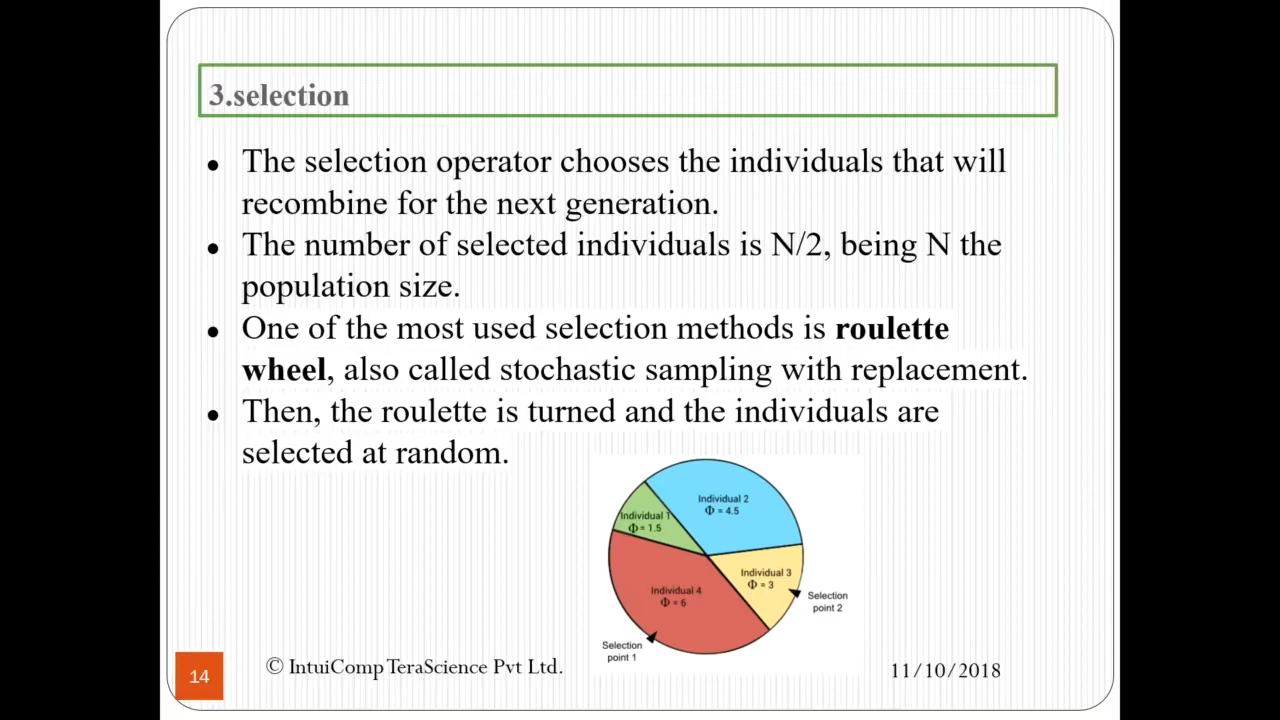 3.selection
● The selection operator chooses the individuals that will
recombine for the next generation.
● The number of selected individuals is N/2, being N the
population size.
● One of the most used selection methods is roulette
wheel, also called stochastic sampling with replacement.
● Then, the roulette is turned and the individuals are
selected at random.
Individual 2
Φ = 4.5
Individual 1
Φ = 1.5
Individual 3
Φ = 3
Individual 4
Φ = 6
Selection
point 2
Selection
point 1
14
© IntuiComp TeraScience Pvt Ltd.
11/10/2018